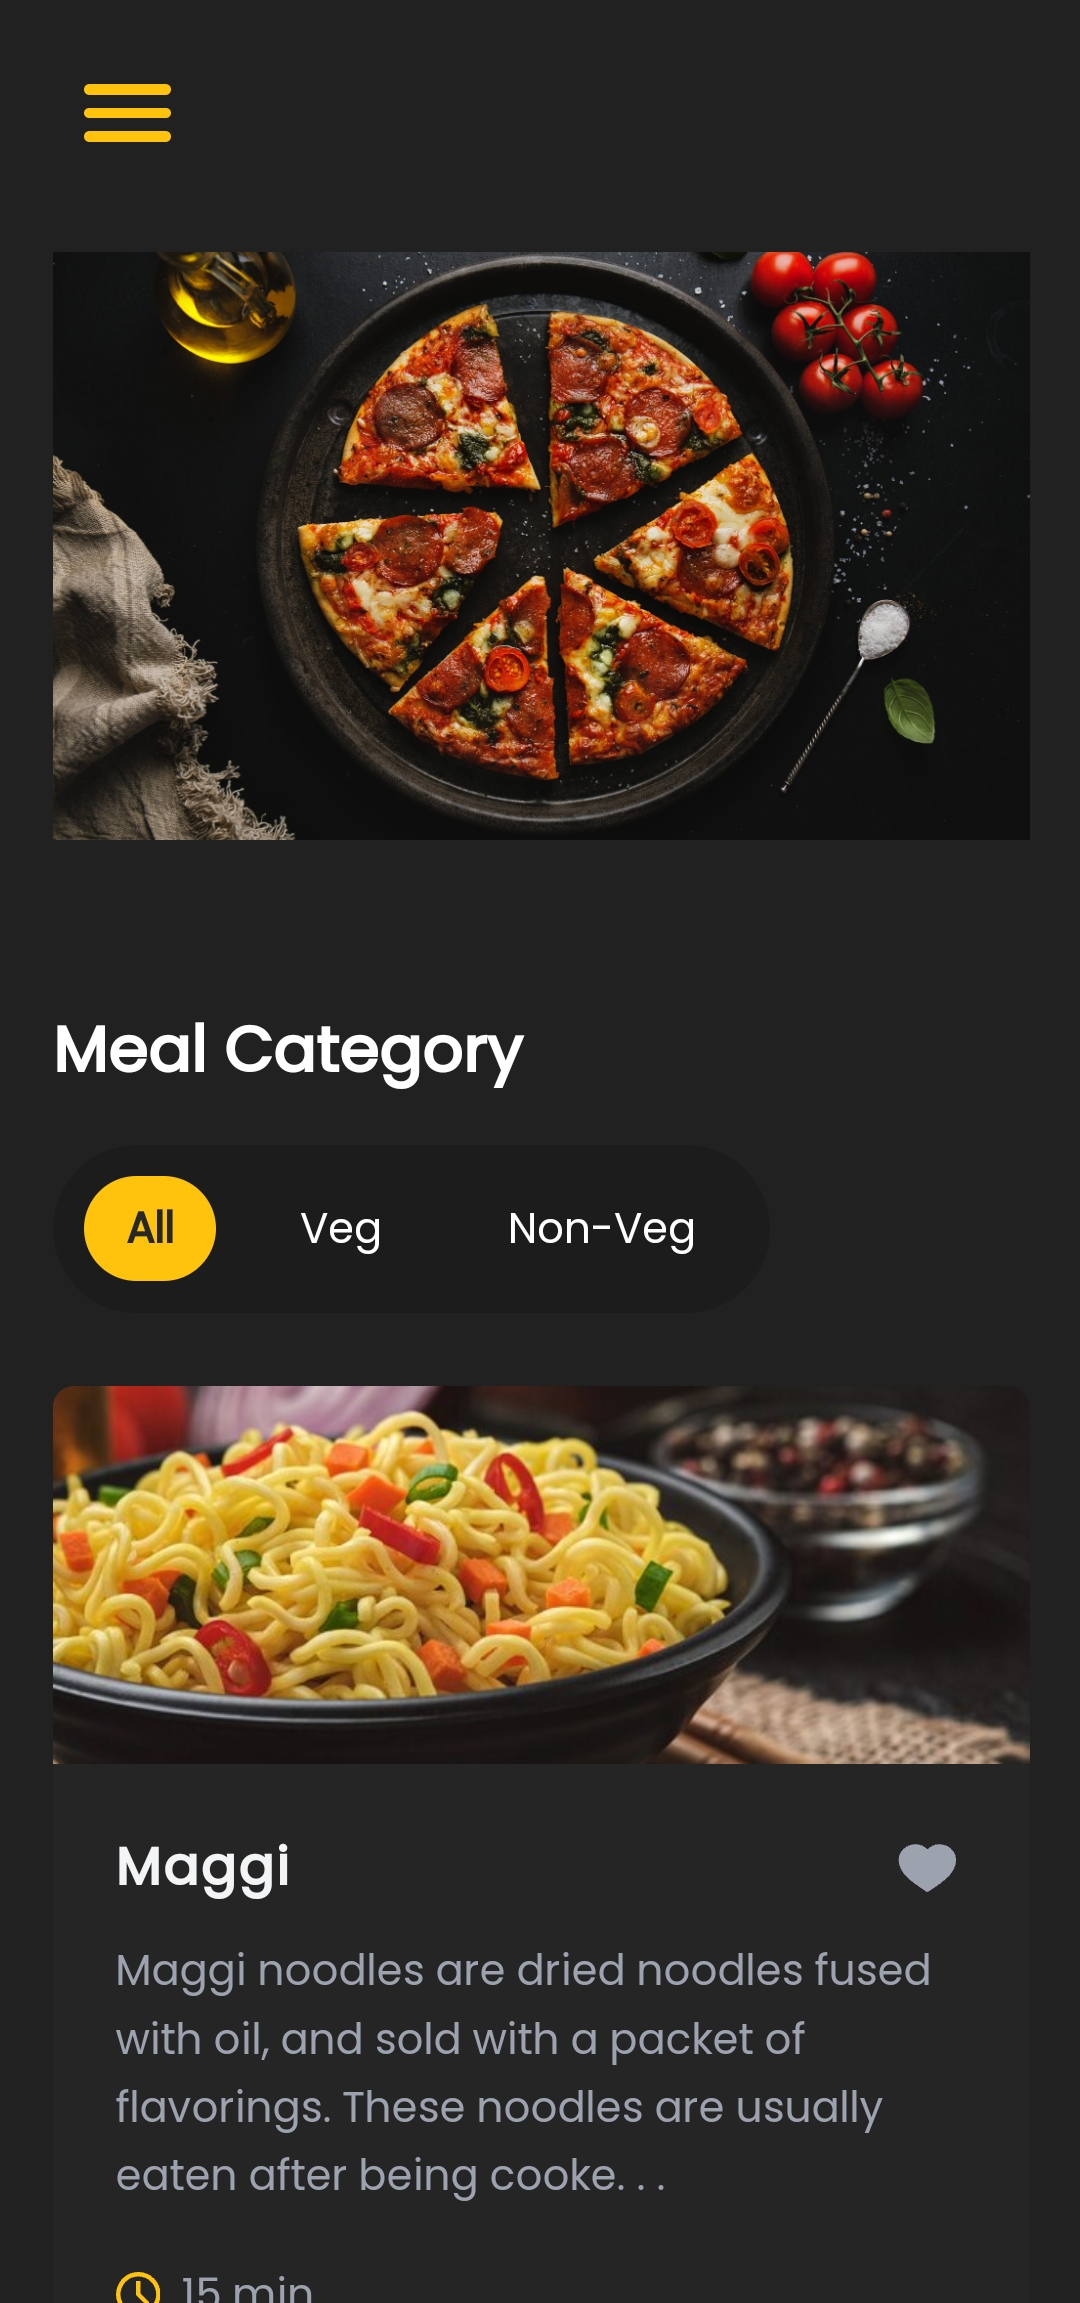 Meal Category
All Veg Non-Veg
Maggi
Maggi noodles are dried noodles fused
with oil, and sold with a packet of
flavorings. These noodles are usually
eaten after being cooke. . .
15 min